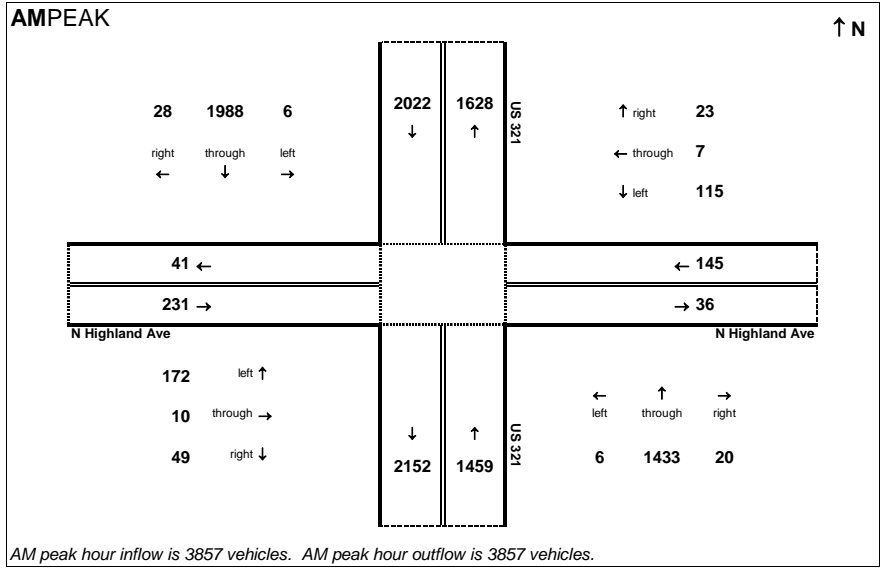 AMPEAK
↑ N
28 1988 6
right through left
← ↓ →
2022 1628
↓ ↑
US 321
↑ right 23
← through 7
↓ left 115
41 ←
231 →
← 145
→ 36
N Highland Ave
N Highland Ave
172 left ↑
10 through →
49 right ↓
↓ ↑
2152 1459
US 321
← ↑ →
left through right
6 1433 20
AM peak hour inflow is 3857 vehicles. AM peak hour outflow is 3857 vehicles.